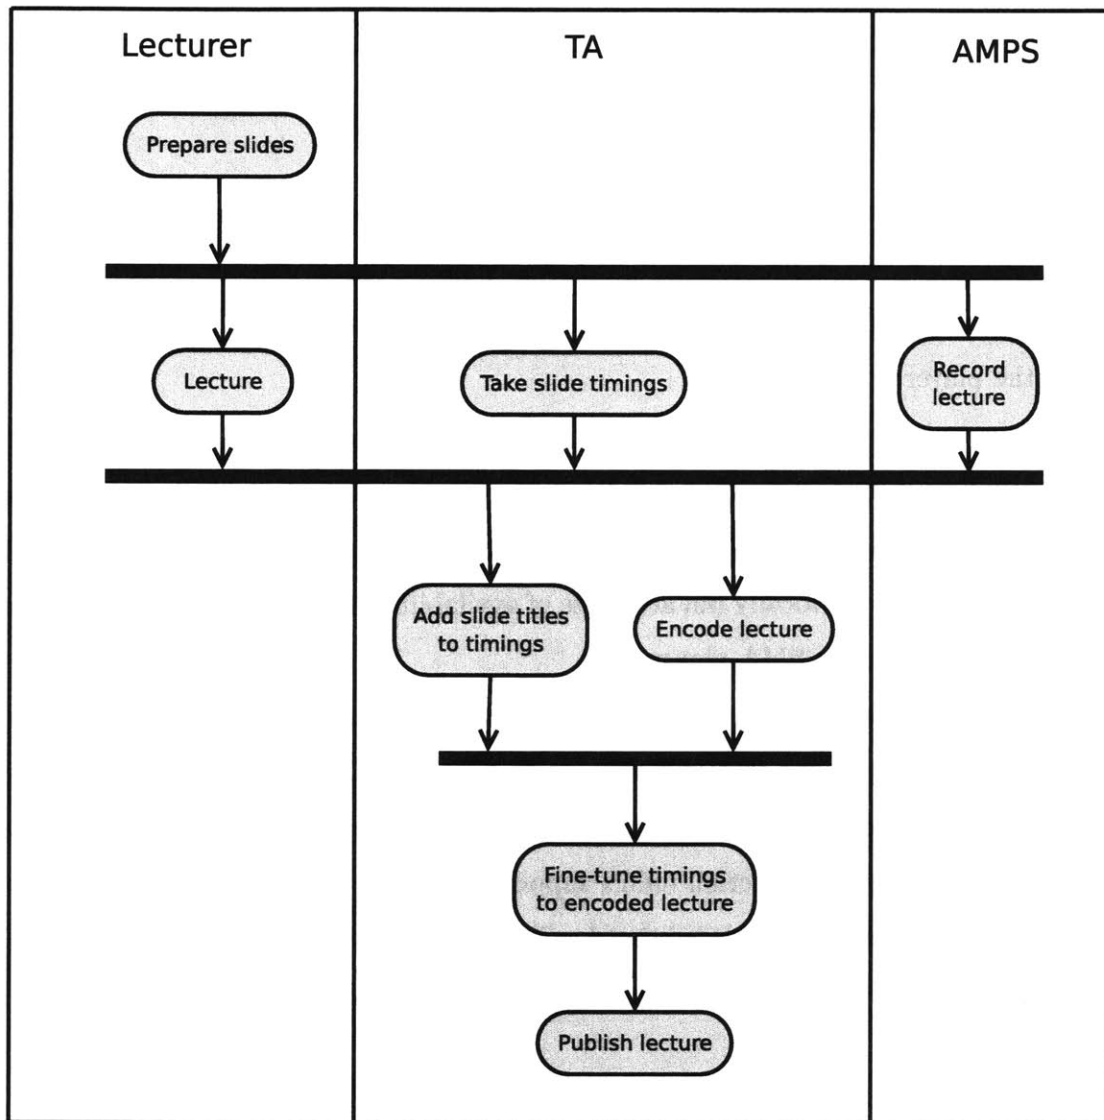 Lecturer
TA
AMPS
Prepare slides
Lecture
Take slide timings
Record
lecture
Add slide titles
to timings
Encode lecture
Fine-tune timings
to encoded lecture
Publish lecture